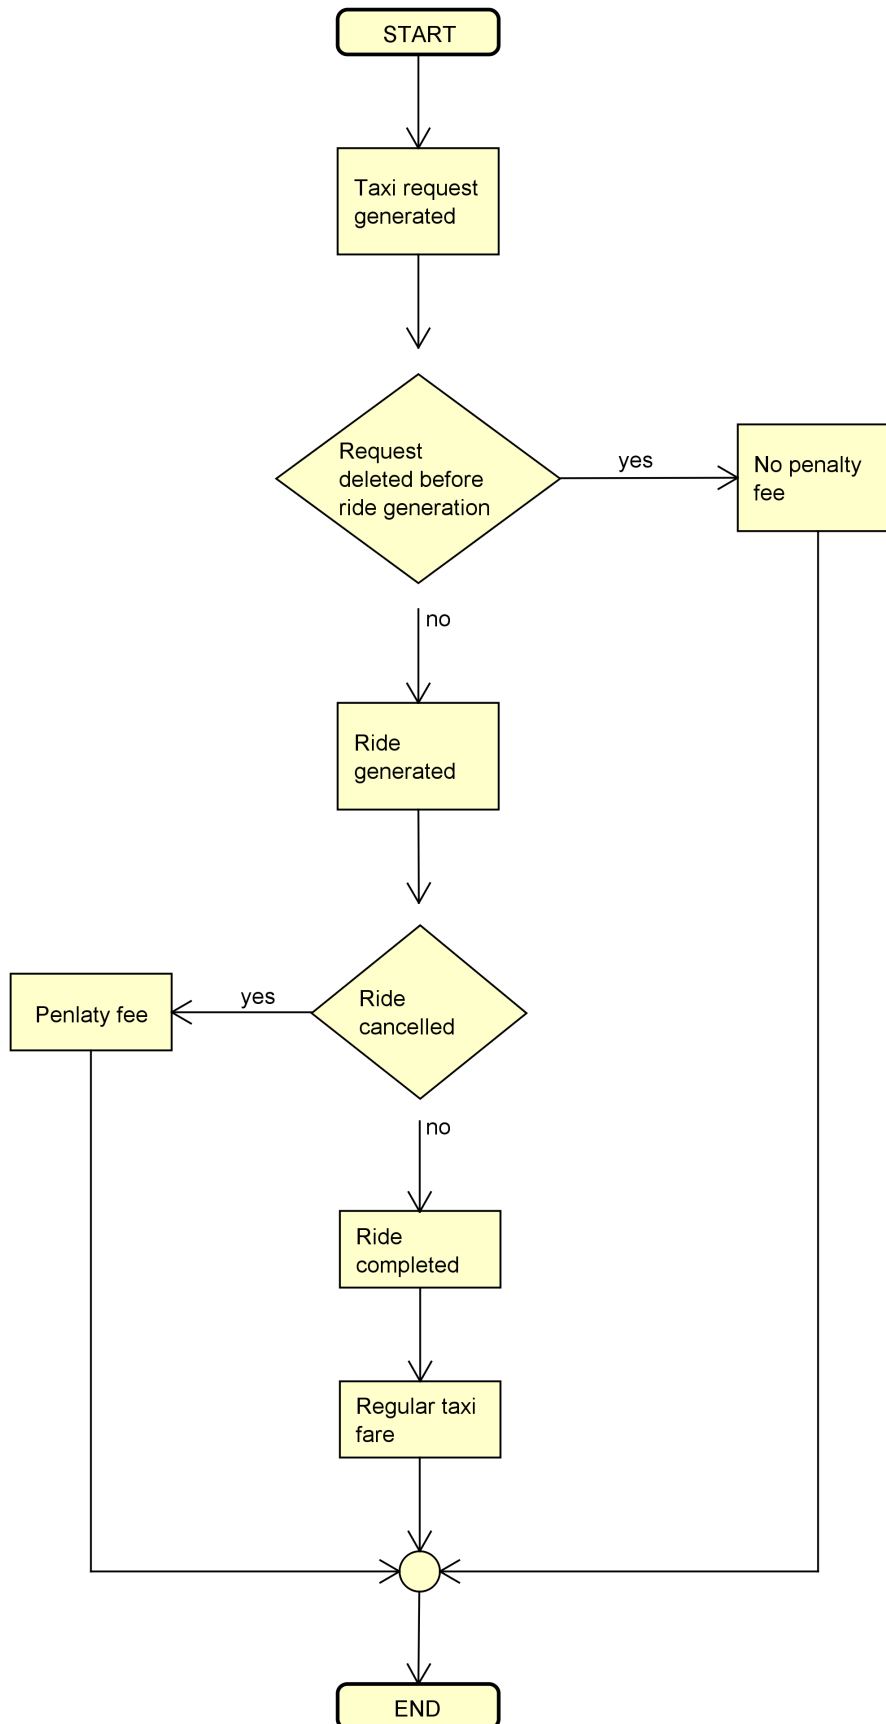 START
Taxi request
generated
Request
deleted before
ride generation
yes
No penalty
fee
no
Ride
generated
Penlaty fee
yes
Ride
cancelled
no
Ride
completed
Regular taxi
fare
END